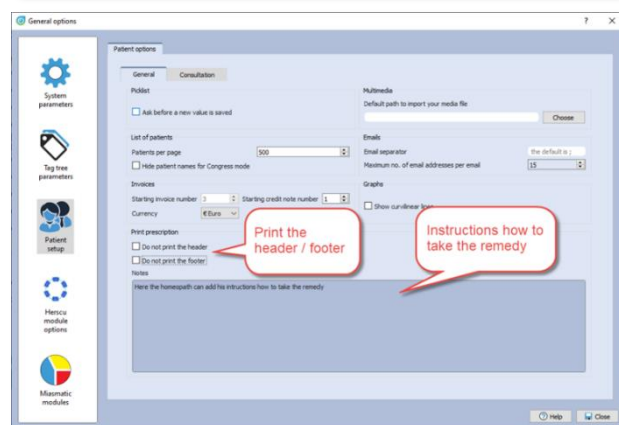 General options
? ×
Patient options
General Consultation
System
parameters
Tag tree
parameters
Patient
setup
Herscu
module
options
Miasmatic
modules
Picklist
Ask before a new value is saved
List of patients
Patients per page 500
Hide patient names for Congress mode
Invoices
Starting invoice number 3 Starting credit note number 1
Currency € Euro
Print prescription
Do not print the header
Do not print the footer
Multimedia
Default path to import your media file
Choose
Emails
Email separator the default is ;
Maximum no. of email addresses per email 15
Graphs
Show curvilinear lines
Print the
header / footer
Instructions how to
take the remedy
Notes
Here the homeopath can add his intructions how to take the remedy
Help Close